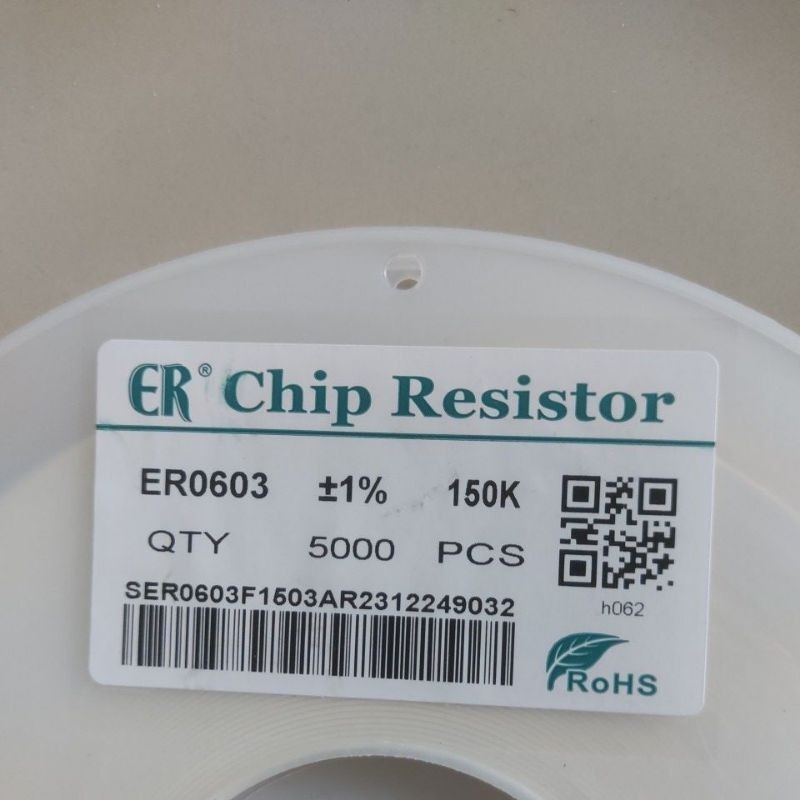 ER® Chip Resistor
ER0603 ±1% 150K
QTY 5000 PCS
SER0603F1503AR2312249032
h062
RoHS